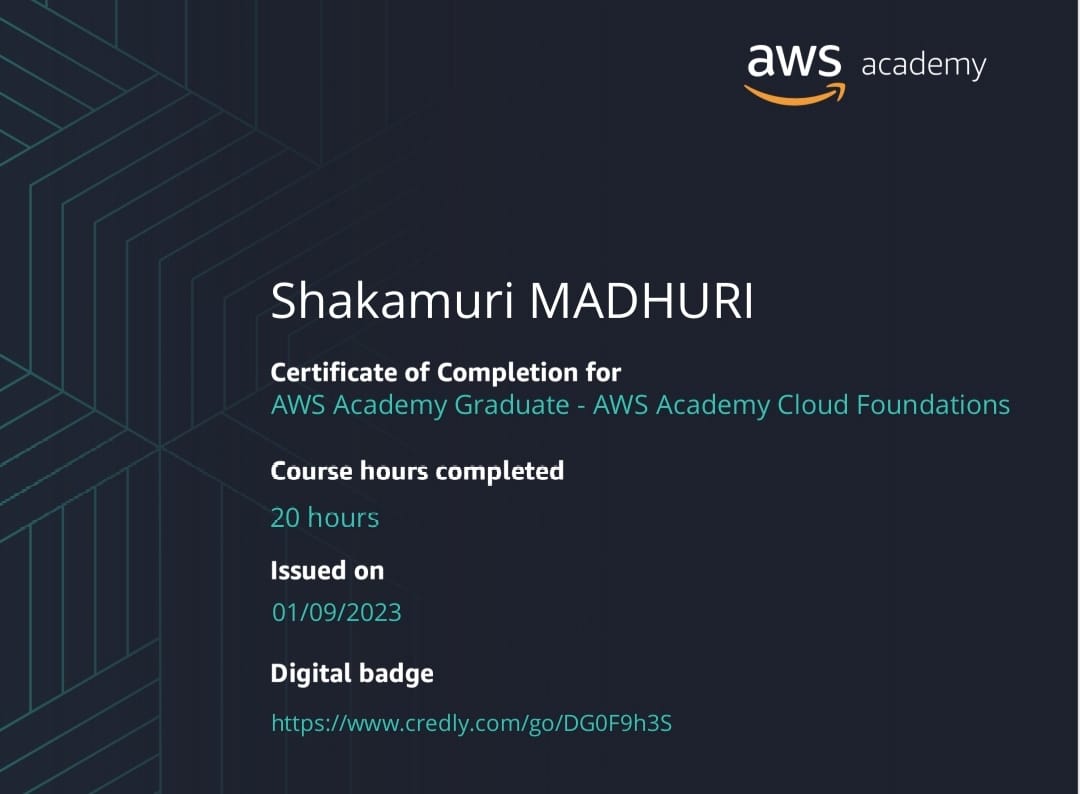 aws academy
Shakamuri MADHURI
Certificate of Completion for
AWS Academy Graduate - AWS Academy Cloud Foundations
Course hours completed
20 hours
Issued on
01/09/2023
Digital badge
https://www.credly.com/go/DG0F9h3S